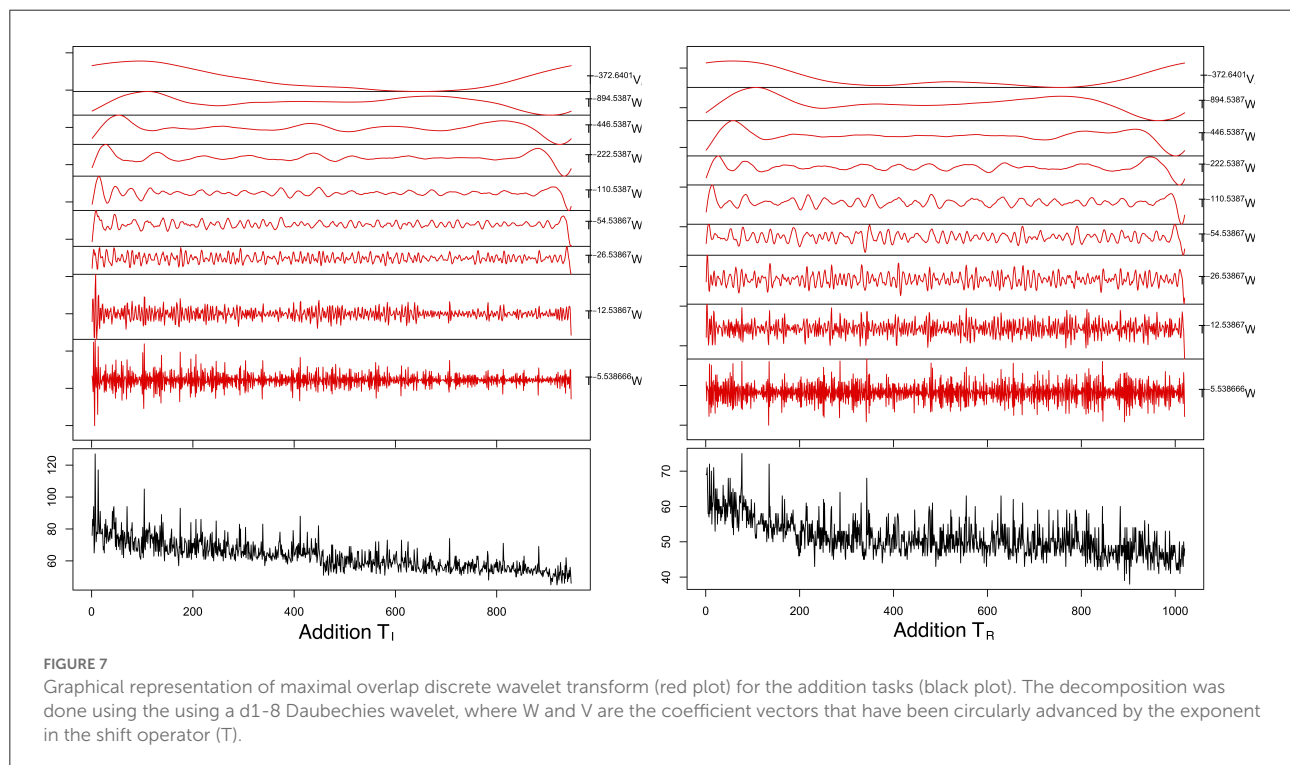 T-372.6401V
T-894.5387W
T-446.5387W
T-222.5387W
T-110.5387W
T-54.53867W
T-26.53867W
T-12.53867W
T-5.538666W
T-372.6401V
T-894.5387W
T-446.5387W
T-222.5387W
T-110.5387W
T-54.53867W
T-26.53867W
T-12.53867W
T-5.538666W
120
80
60
0 200 400 600 800
Addition TI
70
60
50
40
0 200 400 600 800 1000
Addition TR
FIGURE 7
Graphical representation of maximal overlap discrete wavelet transform (red plot) for the addition tasks (black plot). The decomposition was
done using the using a d1-8 Daubechies wavelet, where W and V are the coefficient vectors that have been circularly advanced by the exponent
in the shift operator (T).